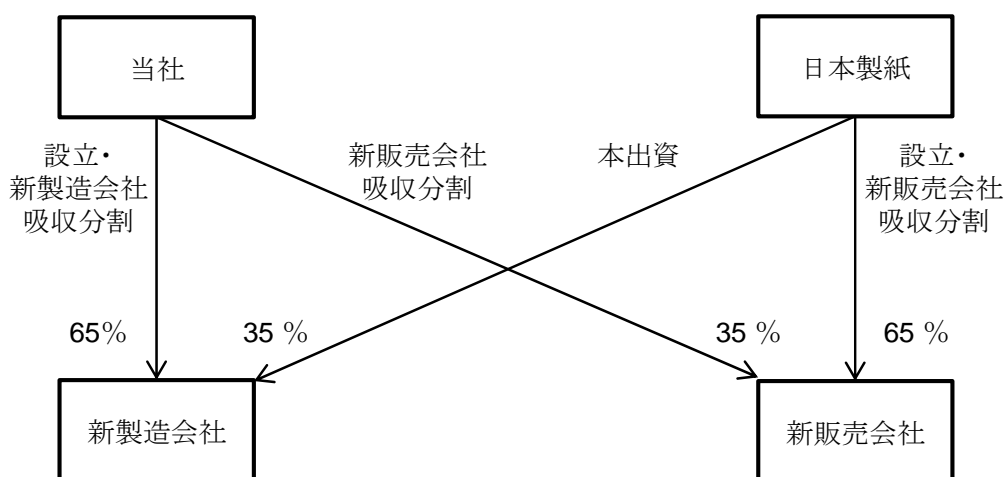 当社
日本製紙
設立・
新製造会社
吸収分割
新販売会社
吸収分割
本出資
設立・
新販売会社
吸収分割
65%
35 %
35 %
65 %
新製造会社
新販売会社